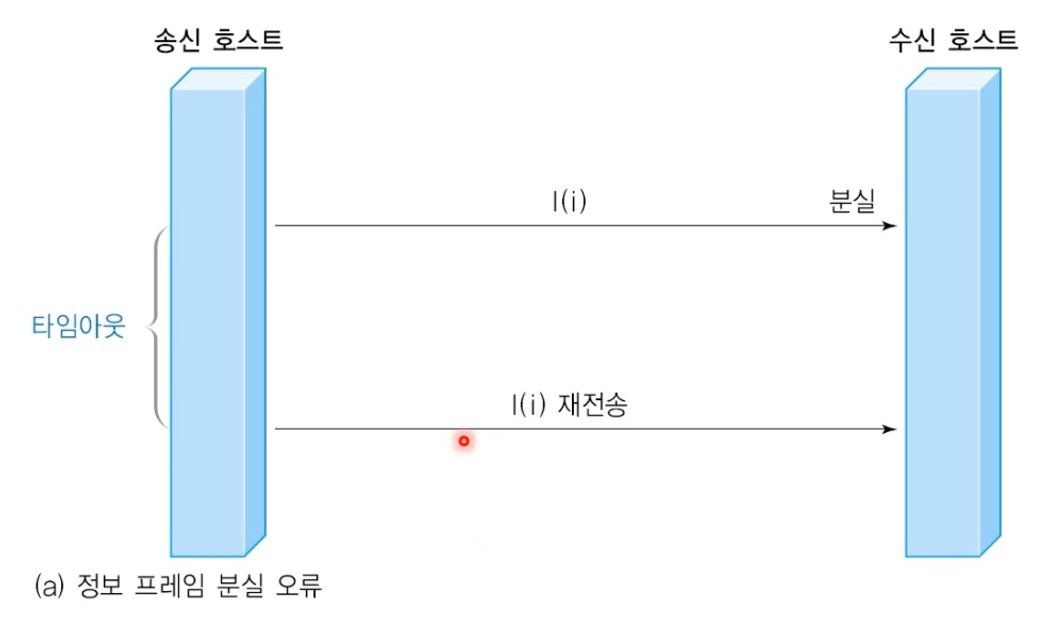 송신 호스트
수신 호스트
I(i)
분실
타임아웃
I(i) 재전송
(a) 정보 프레임 분실 오류